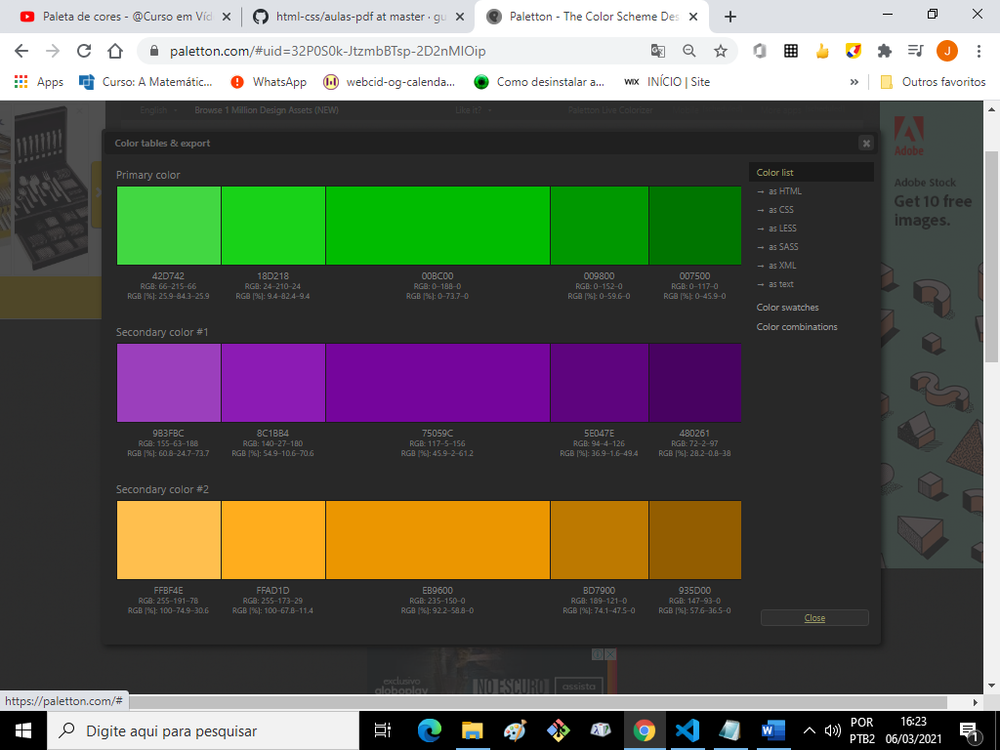 Paleta de cores - @Curso em Víd
html-css/aulas-pdf at master · gu
Paletton - The Color Scheme Des
paletton.com/#uid=32P0S0k-JtzmbBTsp-2D2nMIOip
J
Apps
Curso: A Matemátic...
WhatsApp
webcid-og-calenda...
Como desinstalar a...
WIX
INÍCIO | Site
»
Outros favoritos
English
Browse 1 Million Design Assets (NEW)
Like it?
Paletton Live Colorizer
Color tables & export
Primary color
42D742
18D218
00BC00
009800
007500
RGB: 66-215-66
RGB: 24-210-24
RGB: 0-188-0
RGB: 0-152-0
RGB: 0-117-0
RGB [%]: 25.9-84.3-25.9
RGB [%]: 9.4-82.4-9.4
RGB [%]: 0-73.7-0
RGB [%]: 0-59.6-0
RGB [%]: 0-45.9-0
Secondary color #1
9B3FBC
8C1BB4
75059C
5E047E
480261
RGB: 155-63-188
RGB: 140-27-180
RGB: 117-5-156
RGB: 94-4-126
RGB: 72-2-97
RGB [%]: 60.8-24.7-73.7
RGB [%]: 54.9-10.6-70.6
RGB [%]: 45.9-2-61.2
RGB [%]: 36.9-1.6-49.4
RGB [%]: 28.2-0.8-38
Secondary color #2
FFBF4E
FFAD1D
EB9600
BD7900
935D00
RGB: 255-191-78
RGB: 255-173-29
RGB: 235-150-0
RGB: 189-121-0
RGB: 147-93-0
RGB [%]: 100-74.9-30.6
RGB [%]: 100-67.8-11.4
RGB [%]: 92.2-58.8-0
RGB [%]: 74.1-47.5-0
RGB [%]: 57.6-36.5-0
Color list
→ as HTML
→ as CSS
→ as LESS
→ as SASS
→ as XML
→ as text
Color swatches
Color combinations
Close
Adobe
Adobe Stock
Get 10 free
images.
exclusivo
globoplay
NO ESCURO
assista
https://paletton.com/#
Digite aqui para pesquisar
POR
PTB2
16:23
06/03/2021
1